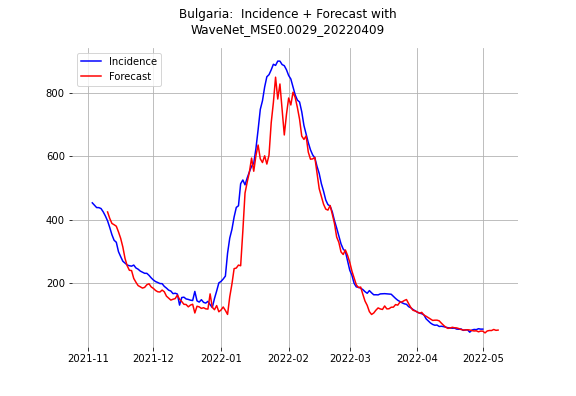 Bulgaria:  Incidence + Forecast with
WaveNet_MSE0.0029_20220409
Incidence
Forecast
800
600
400
200
2021-11 2021-12 2022-01 2022-02 2022-03 2022-04 2022-05